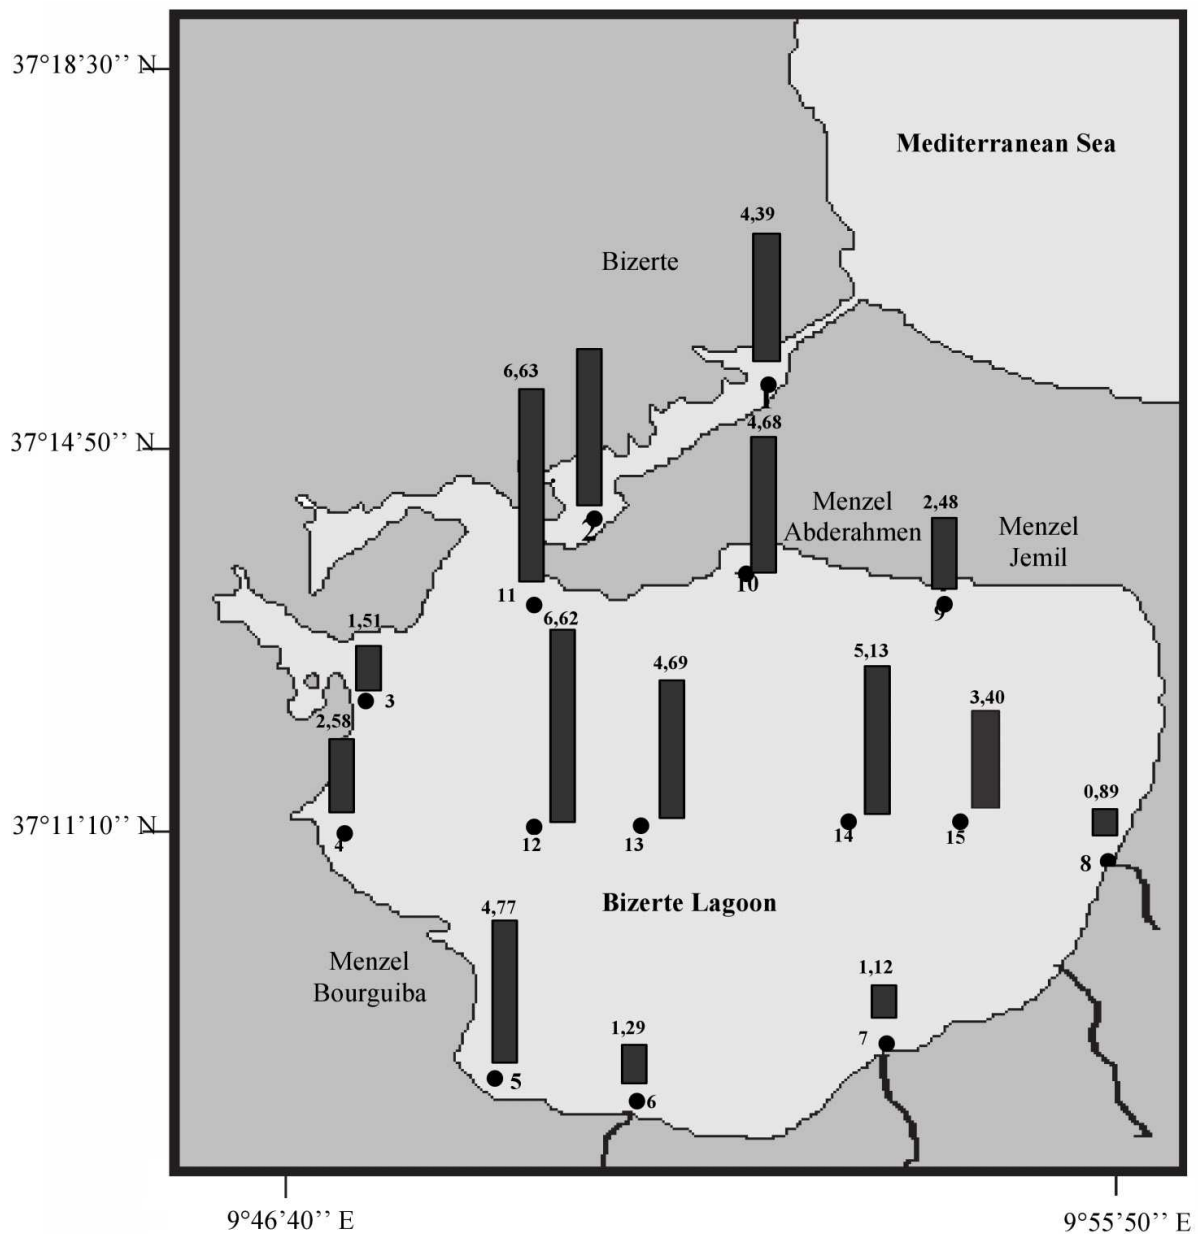 37°18'30’’ N
Mediterranean Sea
4,39
Bizerte
6,63
1
4,68
37°14'50’’ N
Menzel
Abderahmen
2,48
Menzel
Jemil
2
10
11
9
6,62
1,51
4,69
5,13
3
3,40
2,58
0,89
37°11'10’’ N
4
12
13
14
15
8
Bizerte Lagoon
4,77
Menzel
Bourguiba
1,12
1,29
7
5
6
9°46'40’’ E
9°55'50’’ E